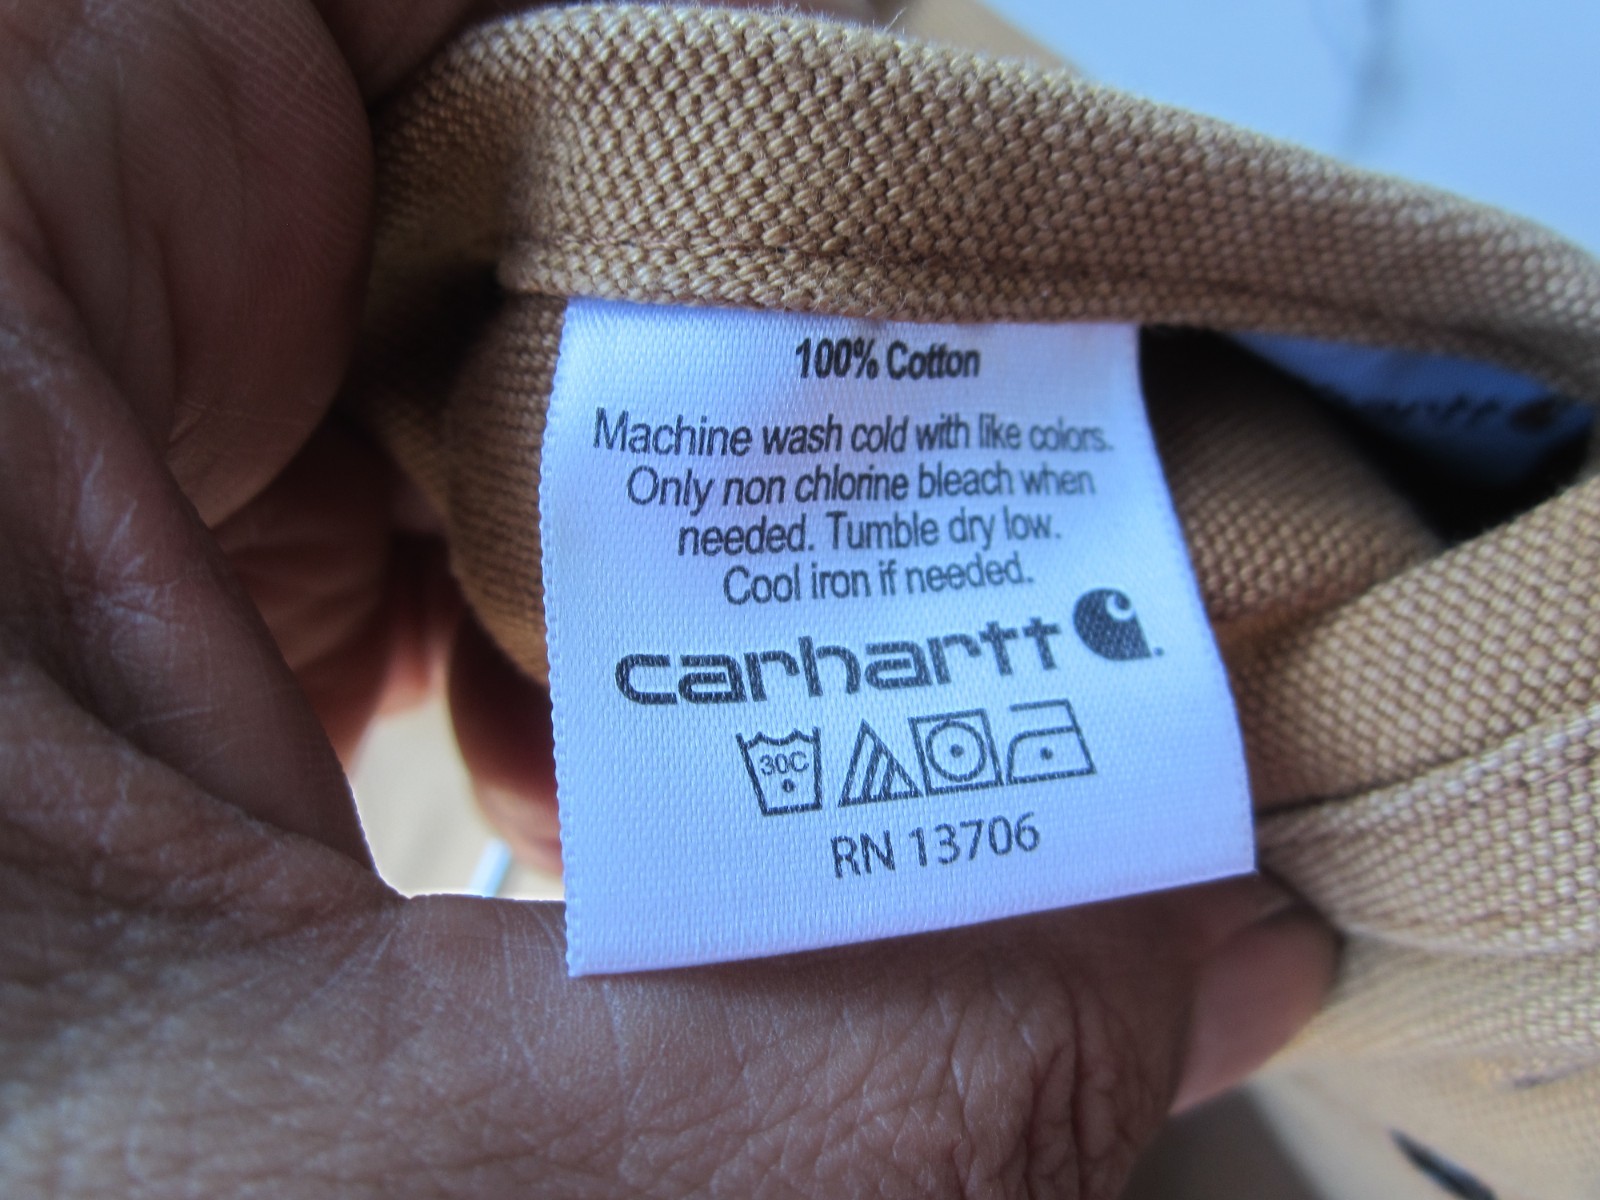 100% Cotton
Machine wash cold with like colors.
Only non chlorine bleach when
needed. Tumble dry low.
Cool iron if needed.
carhartt
30C
RN 13706